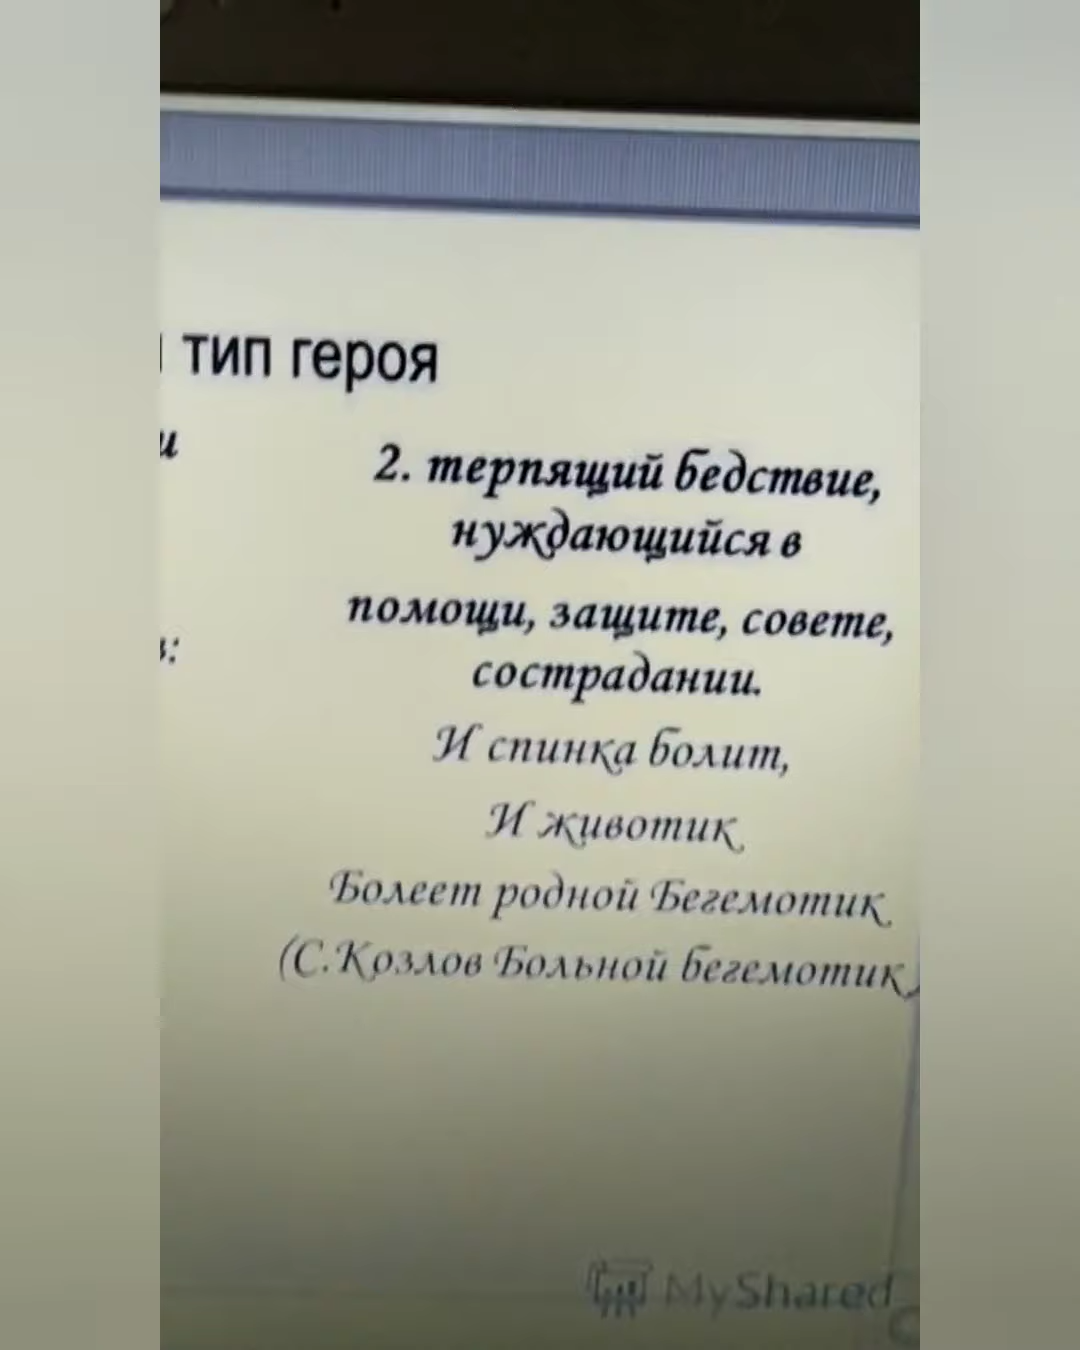 тип героя
и
2. терпящий бедствие,
нуждающийся в
помощи, защите, совете,
:
сострадании.
И спинка болит,
И животик
Болеет родной Бегемотик
(С.Козлов Больной бегемотик)
MyShared